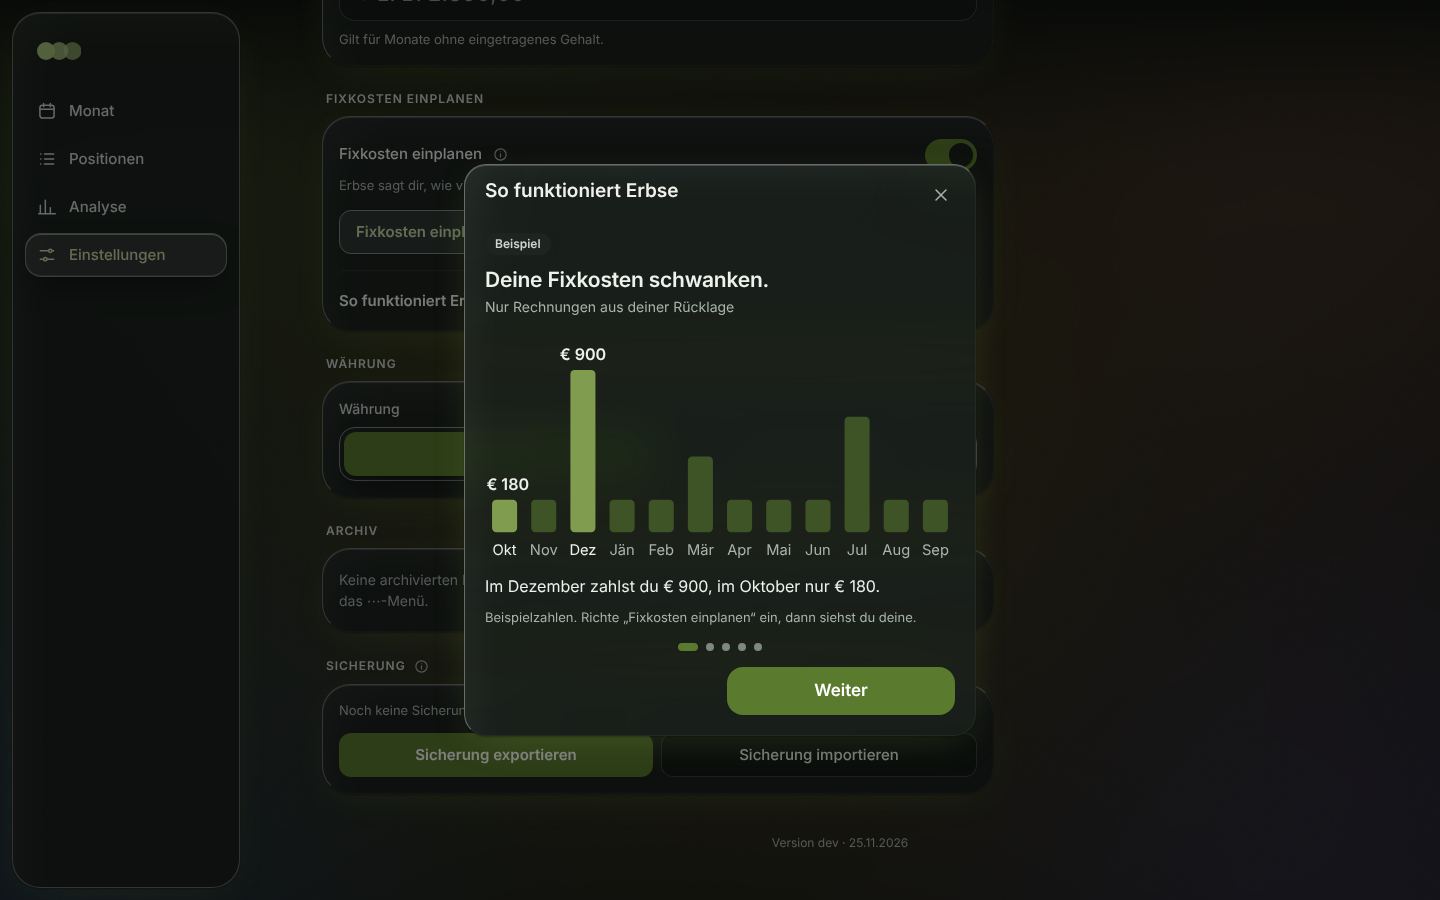 Gilt für Monate ohne eingetragenes Gehalt.
Monat
Positionen
Analyse
Einstellungen
FIXKOSTEN EINPLANEN
Fixkosten einplanen
Erbse sagt dir, wie v
Fixkosten einpl
So funktioniert Er
WÄHRUNG
Währung
ARCHIV
Keine archivierten
das ···-Menü.
SICHERUNG
Noch keine Sicherun
Sicherung exportieren
Sicherung importieren
Version dev · 25.11.2026
So funktioniert Erbse
Beispiel
Deine Fixkosten schwanken.
Nur Rechnungen aus deiner Rücklage
€ 900
€ 180
Okt Nov Dez Jän Feb Mär Apr Mai Jun Jul Aug Sep
Im Dezember zahlst du € 900, im Oktober nur € 180.
Beispielzahlen. Richte „Fixkosten einplanen“ ein, dann siehst du deine.
Weiter